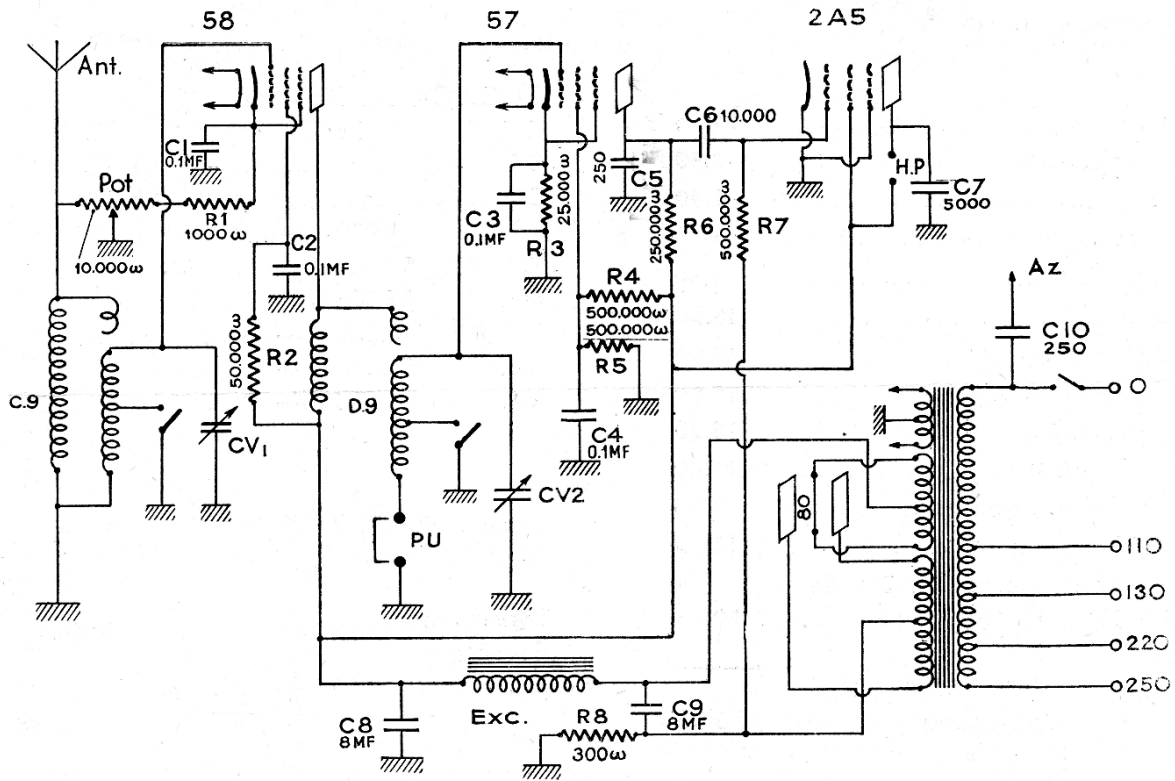 58
57
2A5
Ant.
C1
0.1MF
Pot
10.000ω
R1
1000ω
C2
0.1MF
50.000ω
R2
C.9
CV1
D.9
PU
CV2
C3
0.1MF
25.000ω
R3
250
C5
C6 10.000
250.000ω
R6
500.000ω
R7
R4
500.000ω
500.000ω
R5
C4
0.1MF
H.P
C7
5000
Az
C10
250
0
80
110
130
220
250
C8
8MF
Exc.
R8
300ω
C9
8MF